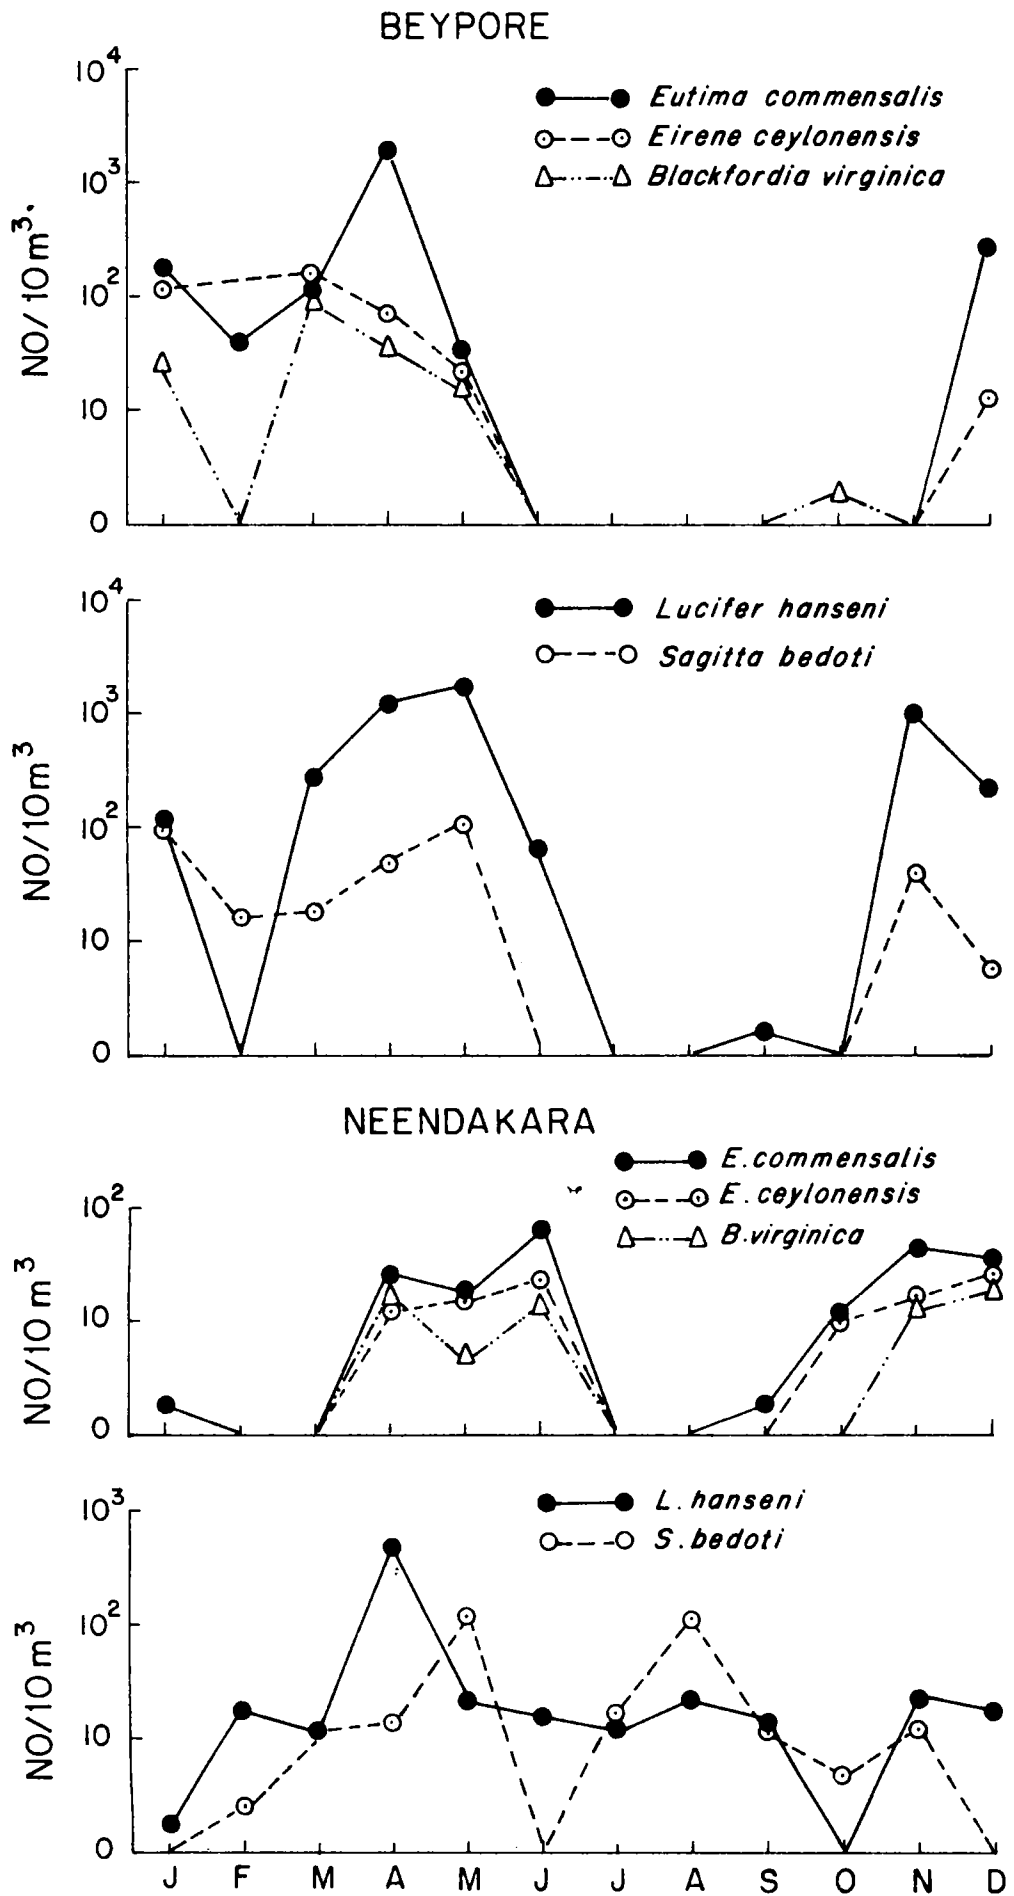 BEYPORE
10⁴
10³
10²
10
0
NO/10m³.
Eutima commensalis
Eirene ceylonensis
Blackfordia virginica
10⁴
10³
10²
10
0
NO/10m³
Lucifer hanseni
Sagitta bedoti
NEENDAKARA
10²
10
0
NO/10m³
E. commensalis
E. ceylonensis
B. virginica
10³
10²
10
0
NO/10m³
L. hanseni
S. bedoti
J F M A M J J A S O N D